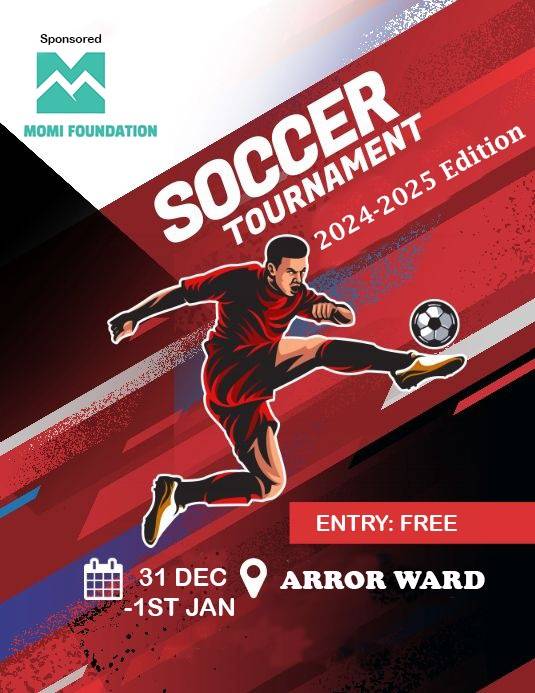 Sponsored
MOMI FOUNDATION
SOCCER
TOURNAMENT
2024-2025 Edition
ENTRY: FREE
31 DEC
-1ST JAN
ARROR WARD